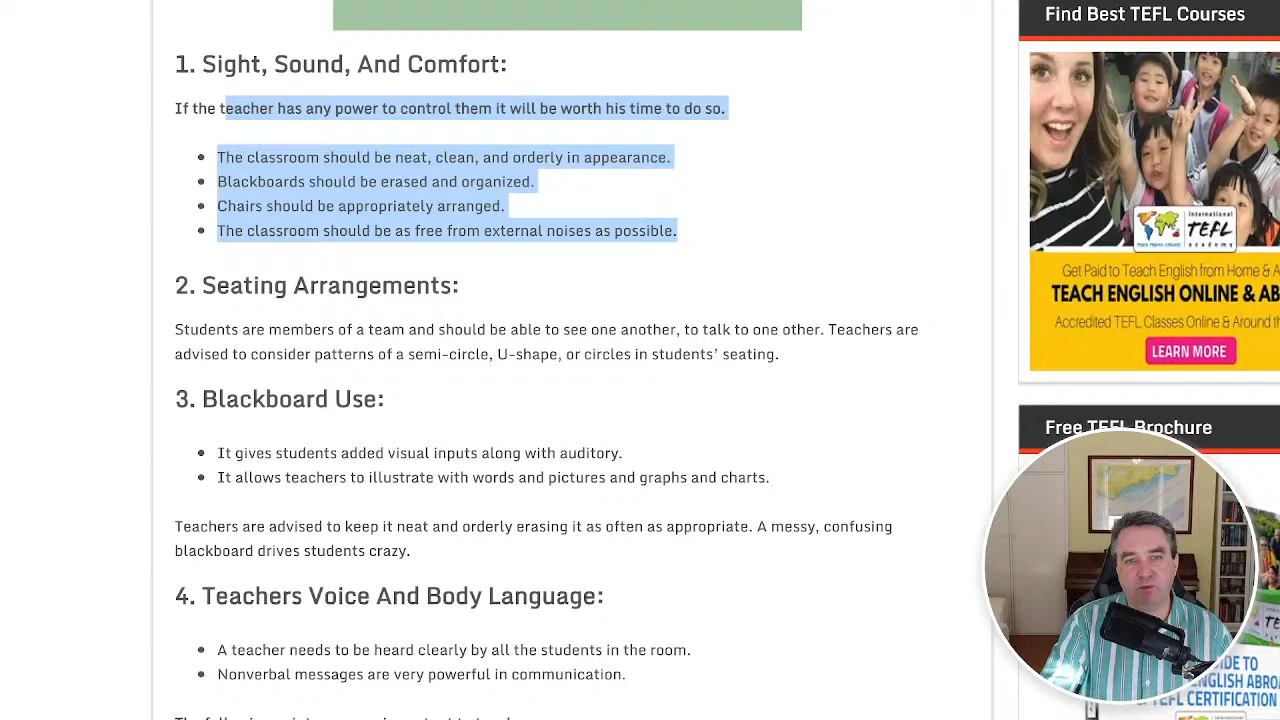 Find Best TEFL Courses
1. Sight, Sound, And Comfort:
If the teacher has any power to control them it will be worth his time to do so.
The classroom should be neat, clean, and orderly in appearance.
Blackboards should be erased and organized.
Chairs should be appropriately arranged.
The classroom should be as free from external noises as possible.
2. Seating Arrangements:
Students are members of a team and should be able to see one another, to talk to one other. Teachers are
advised to consider patterns of a semi-circle, U-shape, or circles in students’ seating.
3. Blackboard Use:
It gives students added visual inputs along with auditory.
It allows teachers to illustrate with words and pictures and graphs and charts.
Teachers are advised to keep it neat and orderly erasing it as often as appropriate. A messy, confusing
blackboard drives students crazy.
4. Teachers Voice And Body Language:
A teacher needs to be heard clearly by all the students in the room.
Nonverbal messages are very powerful in communication.
International
TEFL
academy
Get Paid to Teach English from Home &
TEACH ENGLISH ONLINE &
Accredited TEFL Classes Online & Around
LEARN MORE
Free TEFL Brochure
TO
ENGLISH
& TEFL CERTIFICATION
International